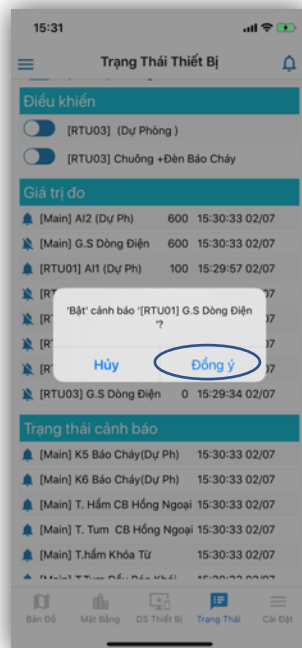 15:31
Trạng Thái Thiết Bị
Điều khiển
[RTU03] (Dự Phòng )
[RTU03] Chuông +Đèn Báo Cháy
Giá trị đo
[Main] AI2 (Dự Ph) 600 15:30:33 02/07
[Main] G.S Dòng Điện 600 15:30:33 02/07
[RTU01] AI1 (Dự Ph) 100 15:29:57 02/07
'Bật' cảnh báo '[RTU01] G.S Dòng Điện
'?
Hủy Đồng ý
[RTU03] G.S Dòng Điện 0 15:29:34 02/07
Trạng thái cảnh báo
[Main] K5 Báo Cháy(Dự Ph) 15:30:33 02/07
[Main] K6 Báo Cháy(Dự Ph) 15:30:33 02/07
[Main] T. Hầm CB Hồng Ngoại 15:30:33 02/07
[Main] T. Tum CB Hồng Ngoại 15:30:33 02/07
[Main] T.hầm Khóa Từ 15:30:33 02/07
Bản Đồ Mặt Bằng DS Thiết Bị Trạng Thái Cài Đặt